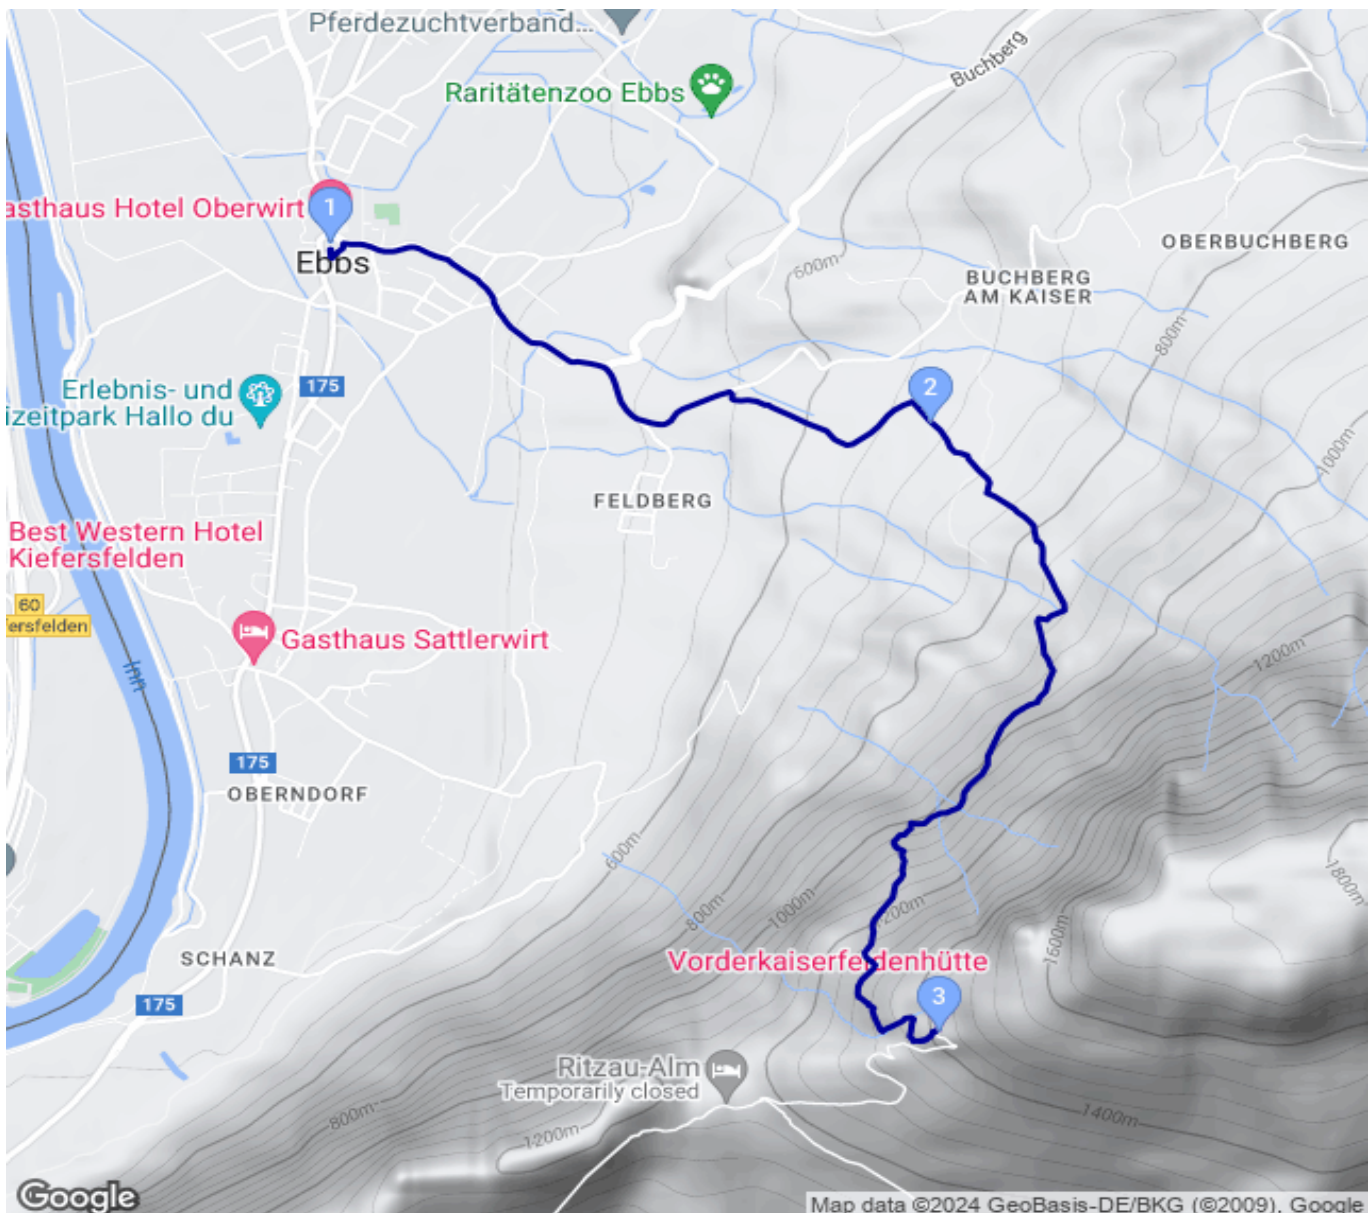 Pferdezuchtverband...
Buchberg
Raritätenzoo Ebbs
asthaus Hotel Oberwirt
1
Ebbs
OBERBUCHBERG
600m
BUCHBERG
AM KAISER
800m
Erlebnis- und
izeitpark Hallo du
175
2
1000m
FELDBERG
Best Western Hotel
Kiefersfelden
60
fersfelden
Gasthaus Sattlerwirt
Inn
1200m
175
OBERNDORF
600m
800m
1000m
200m
1800m
1600m
SCHANZ
Vorderkaiserfeldenhütte
175
3
Ritzau-Alm
Temporarily closed
800m
1200m
1400m
Google
Map data ©2024 GeoBasis-DE/BKG (©2009), Google